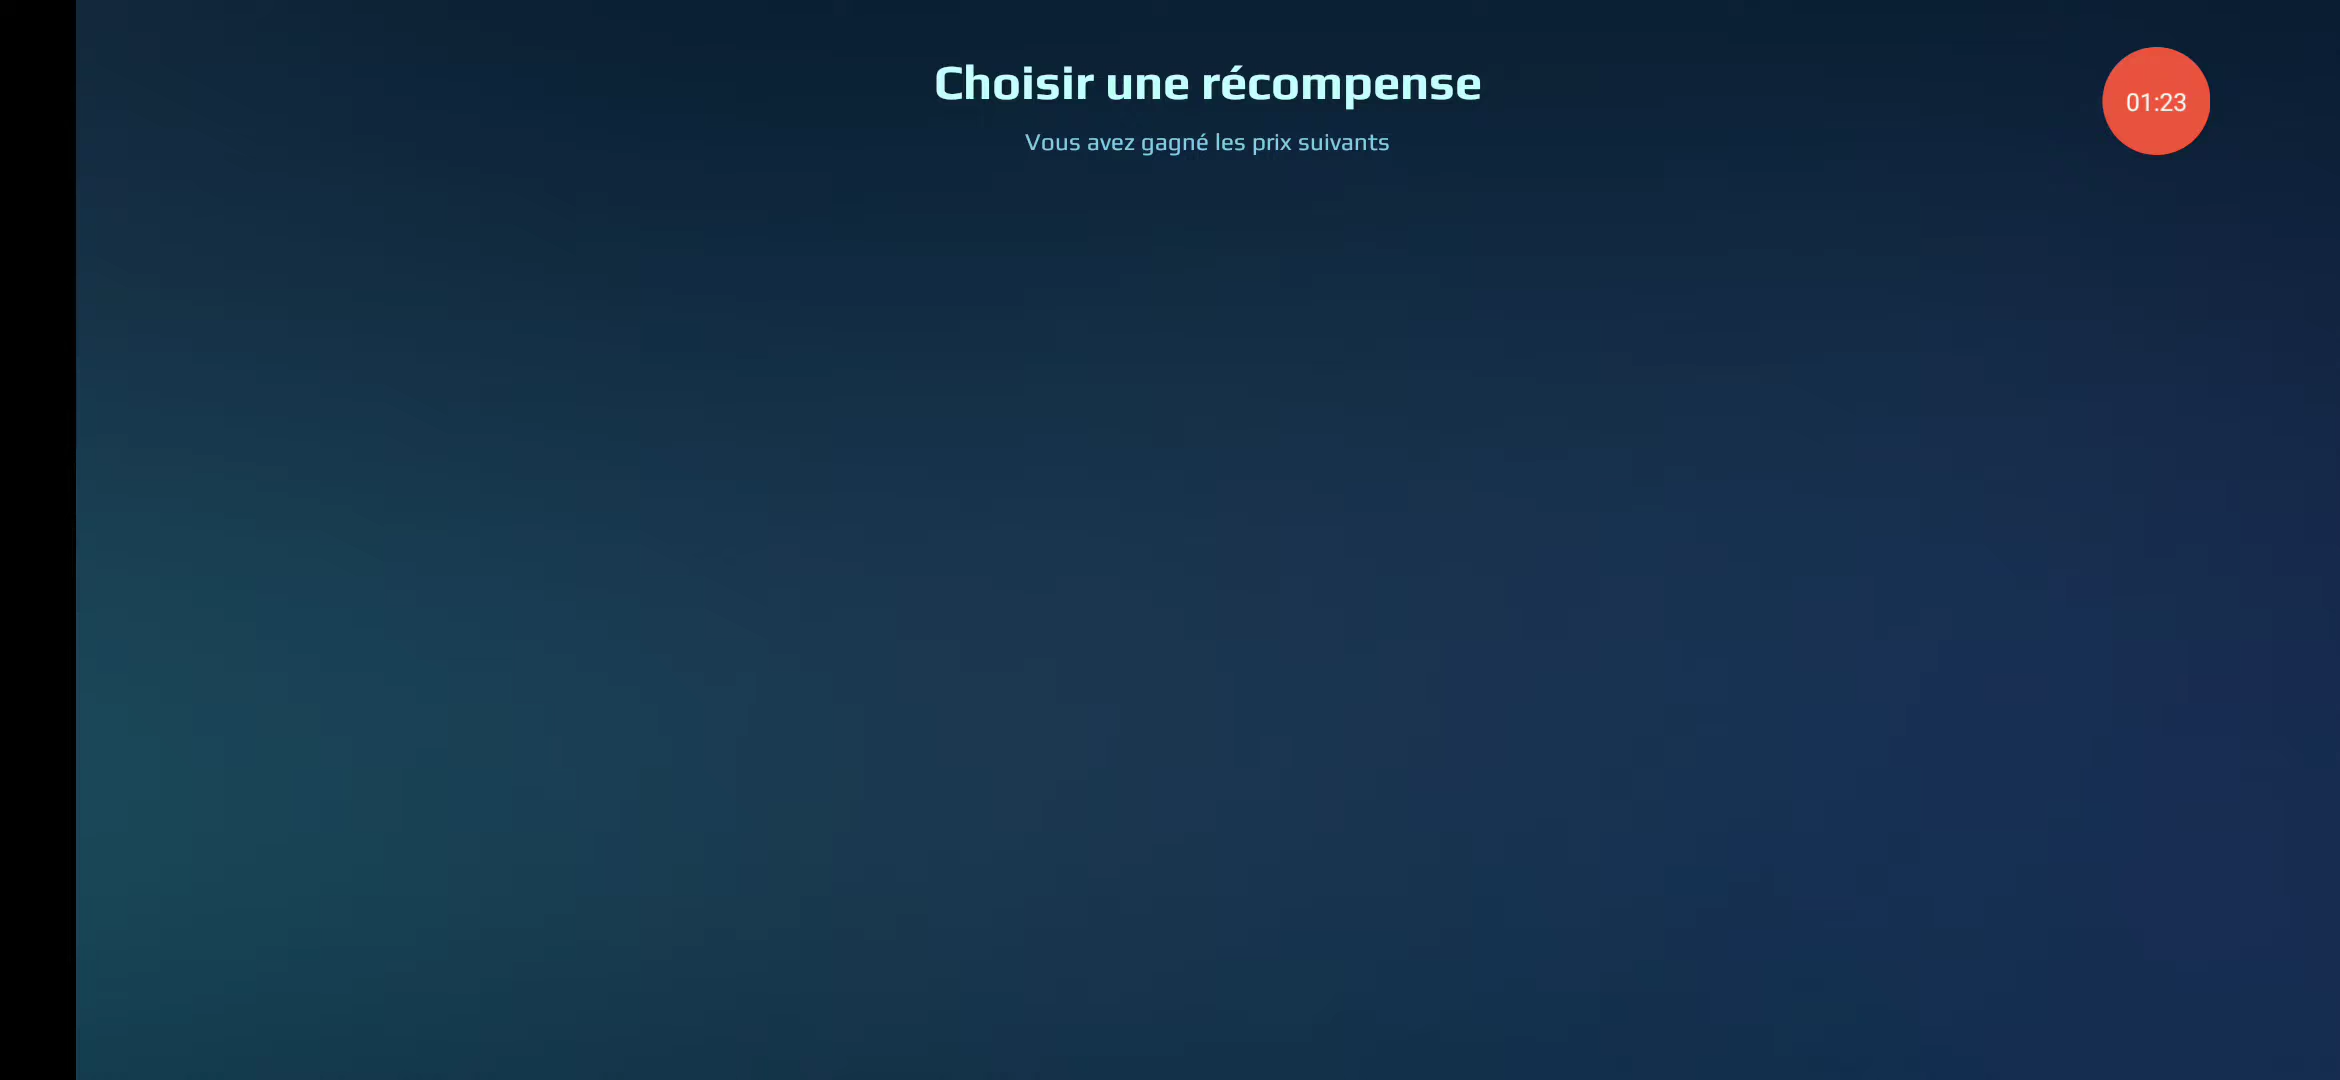 Choisir une récompense
Vous avez gagné les prix suivants
01:23